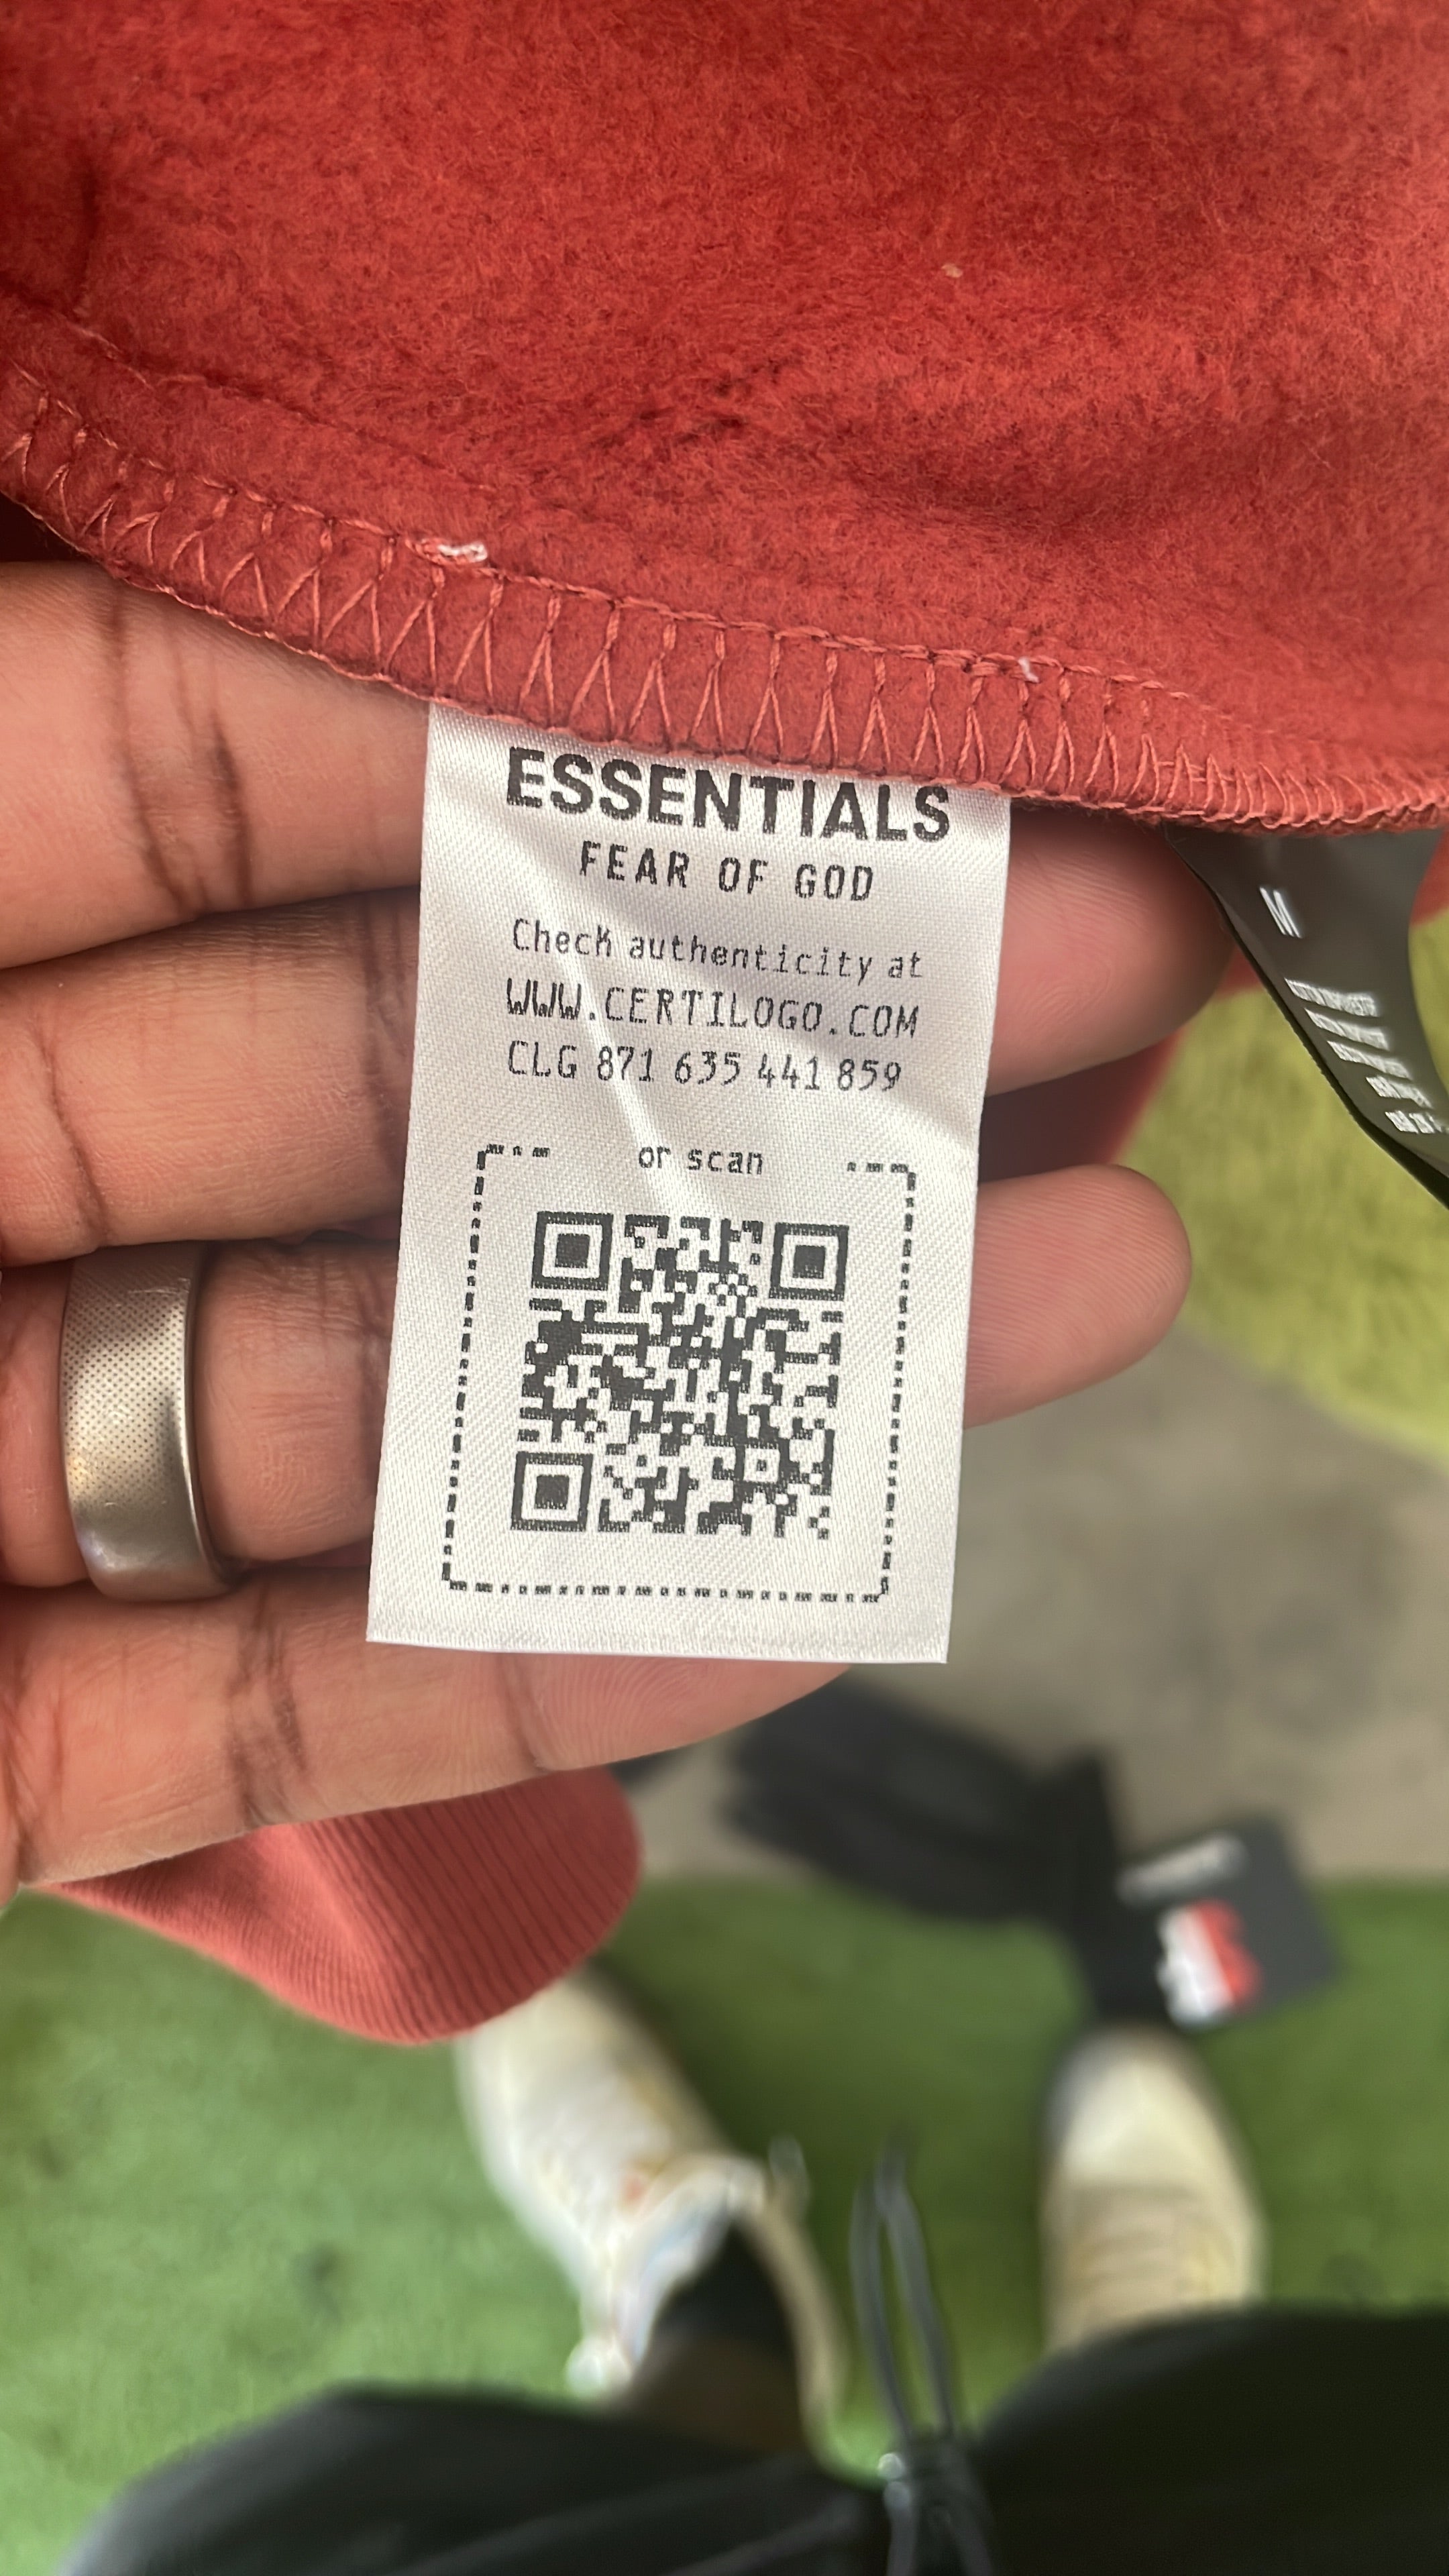 ESSENTIALS
FEAR OF GOD
Check authenticity at
WWW.CERTILOGO.COM
CLG 871 635 441 859
or scan
M